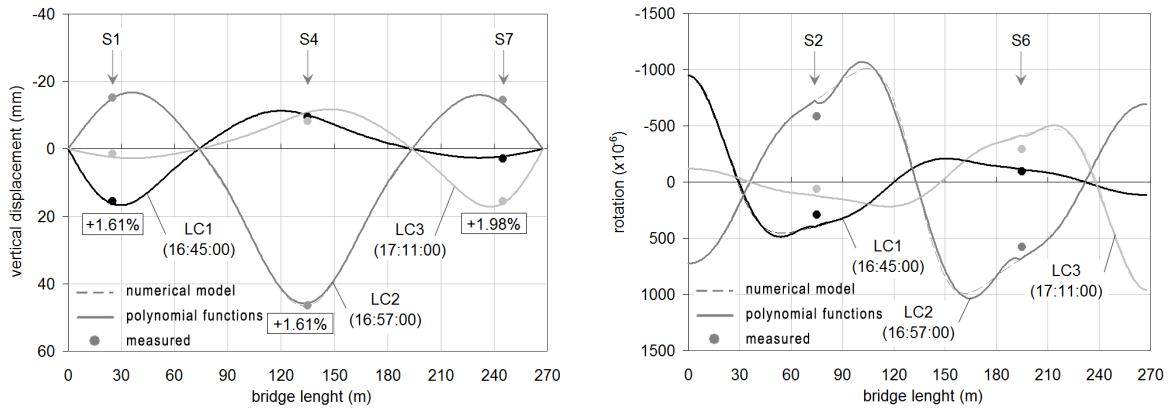 -40
-20
0
20
40
60
vertical displacement (mm)
S1
S4
S7
+1.61%
LC1
(16:45:00)
LC3
(17:11:00)
+1.98%
LC2
(16:57:00)
+1.61%
numerical model
polynomial functions
measured
0 30 60 90 120 150 180 210 240 270
bridge lenght (m)
-1500
-1000
-500
0
500
1000
1500
rotation (x10⁻⁶)
S2
S6
LC1
(16:45:00)
LC3
(17:11:00)
LC2
(16:57:00)
numerical model
polynomial functions
measured
0 30 60 90 120 150 180 210 240 270
bridge lenght (m)